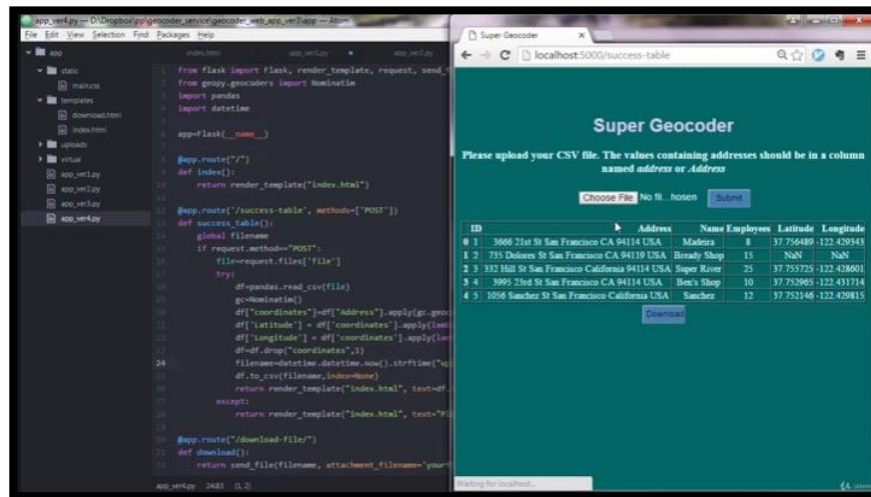 app_ver4.py — D:\Dropbox\pp\geocoder_service\geocoder_web_app_ver3\app — Atom
File Edit View Selection Find Packages Help
app
static
main.css
templates
download.html
index.html
uploads
virtual
app_ver1.py
app_ver2.py
app_ver3.py
app_ver4.py
index.html
from flask import Flask, render_template, request, send_
from geopy.geocoders import Nominatim
import pandas
import datetime
app=Flask(__name__)
@app.route("/")
def index():
return render_template("index.html")
@app.route('/success-table', methods=['POST'])
def success_table():
global filename
if request.method=="POST":
file=request.files['file']
try:
df=pandas.read_csv(file)
gc=Nominatim()
df["coordinates"]=df["Address"].apply(gc.geoc
df['Latitude'] = df['coordinates'].apply(lam
df['Longitude'] = df['coordinates'].apply(la
df=df.drop("coordinates",1)
24 filename=datetime.datetime.now().strftime("up
df.to_csv(filename,index=None)
return render_template("index.html", text=df.
except:
return render_template("index.html", text="Pl
@app.route("/download-file/")
def download():
return send_file(filename, attachment_filename='your
app_ver4.py
Super Geocoder
localhost:5000/success-table
Super Geocoder
Please upload your CSV file. The values containing addresses should be in a column
named address or Address
Choose File No fil...hosen Submit
ID Address Name Employees Latitude Longitude
0 1 3666 21st St San Francisco CA 94114 USA Madeira 8 37.756489 -122.429343
1 2 735 Dolores St San Francisco CA 94119 USA Bready Shop 15 NaN NaN
2 3 332 Hill St San Francisco California 94114 USA Super River 25 37.755725 -122.428601
3 4 3995 23rd St San Francisco CA 94114 USA Ben's Shop 10 37.752965 -122.431714
4 5 1056 Sanchez St San Francisco California USA Sanchez 12 37.752146 -122.429815
Download
Waiting for localhost...